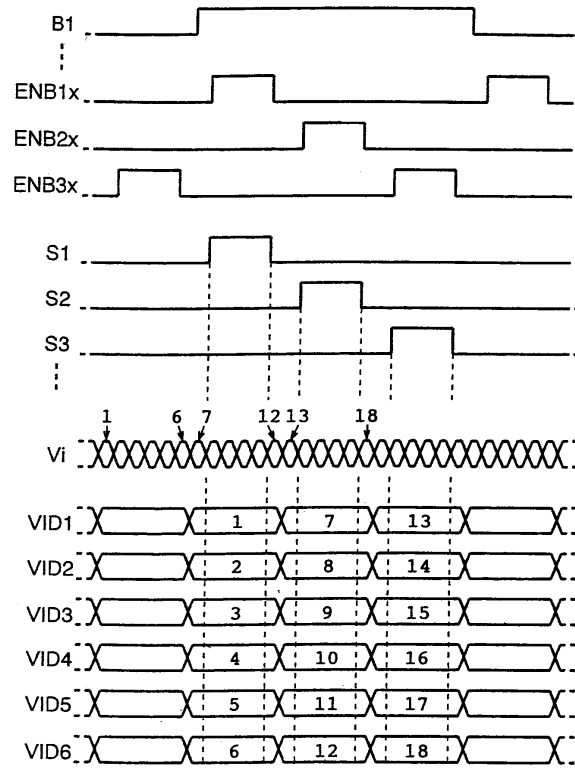 B1
ENB1x
ENB2x
ENB3x
S1
S2
S3
1 6 7 12 13 18
Vi
VID1 1 7 13
VID2 2 8 14
VID3 3 9 15
VID4 4 10 16
VID5 5 11 17
VID6 6 12 18